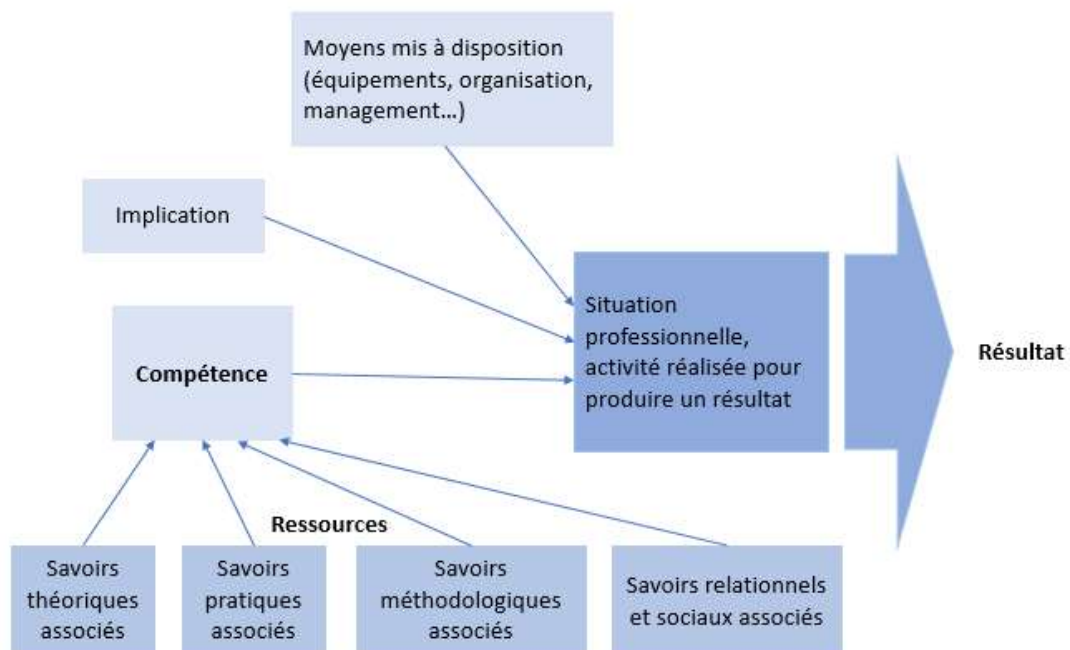 Moyens mis à disposition
(équipements, organisation,
management...)
Implication
Compétence
Situation
professionnelle,
activité réalisée pour
produire un résultat
Résultat
Ressources
Savoirs
théoriques
associés
Savoirs
pratiques
associés
Savoirs
méthodologiques
associés
Savoirs relationnels
et sociaux associés